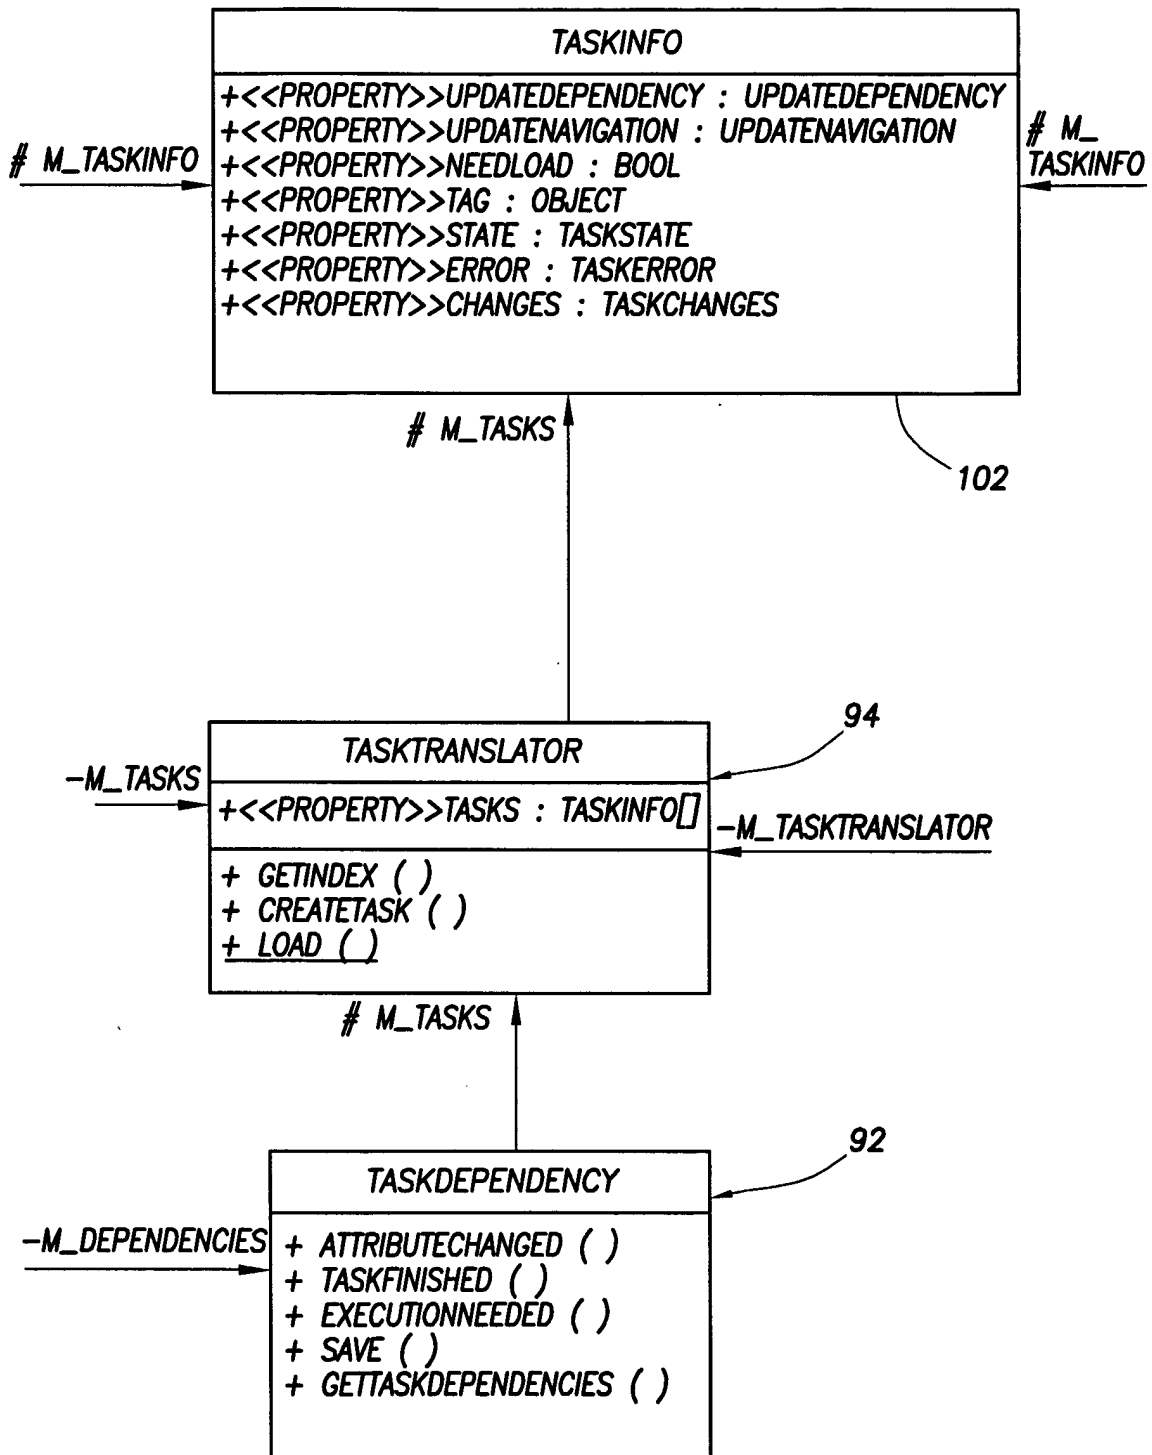 TASKINFO
+<<PROPERTY>>UPDATEDEPENDENCY : UPDATEDEPENDENCY
+<<PROPERTY>>UPDATENAVIGATION : UPDATENAVIGATION
+<<PROPERTY>>NEEDLOAD : BOOL
+<<PROPERTY>>TAG : OBJECT
+<<PROPERTY>>STATE : TASKSTATE
+<<PROPERTY>>ERROR : TASKERROR
+<<PROPERTY>>CHANGES : TASKCHANGES
# M_TASKINFO
# M_
TASKINFO
# M_TASKS
102
94
TASKTRANSLATOR
-M_TASKS
+<<PROPERTY>>TASKS : TASKINFO[]
-M_TASKTRANSLATOR
+ GETINDEX ( )
+ CREATETASK ( )
+ LOAD ( )
# M_TASKS
92
TASKDEPENDENCY
-M_DEPENDENCIES
+ ATTRIBUTECHANGED ( )
+ TASKFINISHED ( )
+ EXECUTIONNEEDED ( )
+ SAVE ( )
+ GETTASKDEPENDENCIES ( )